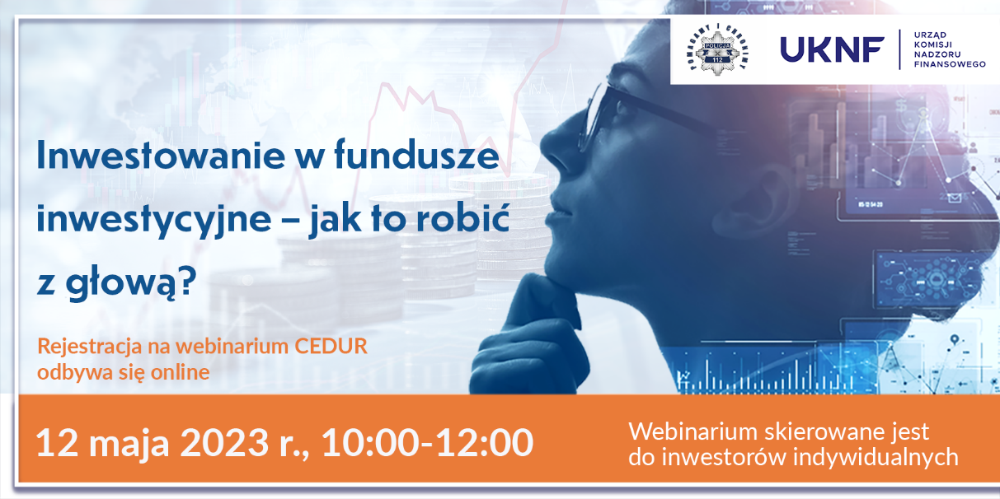 POMAGAMY I CHRONIMY
POLICJA
112
UKNF
URZĄD
KOMISJI
NADZORU
FINANSOWEGO
Inwestowanie w fundusze
inwestycyjne – jak to robić
z głową?
Rejestracja na webinarium CEDUR
odbywa się online
12 maja 2023 r., 10:00-12:00
Webinarium skierowane jest
do inwestorów indywidualnych